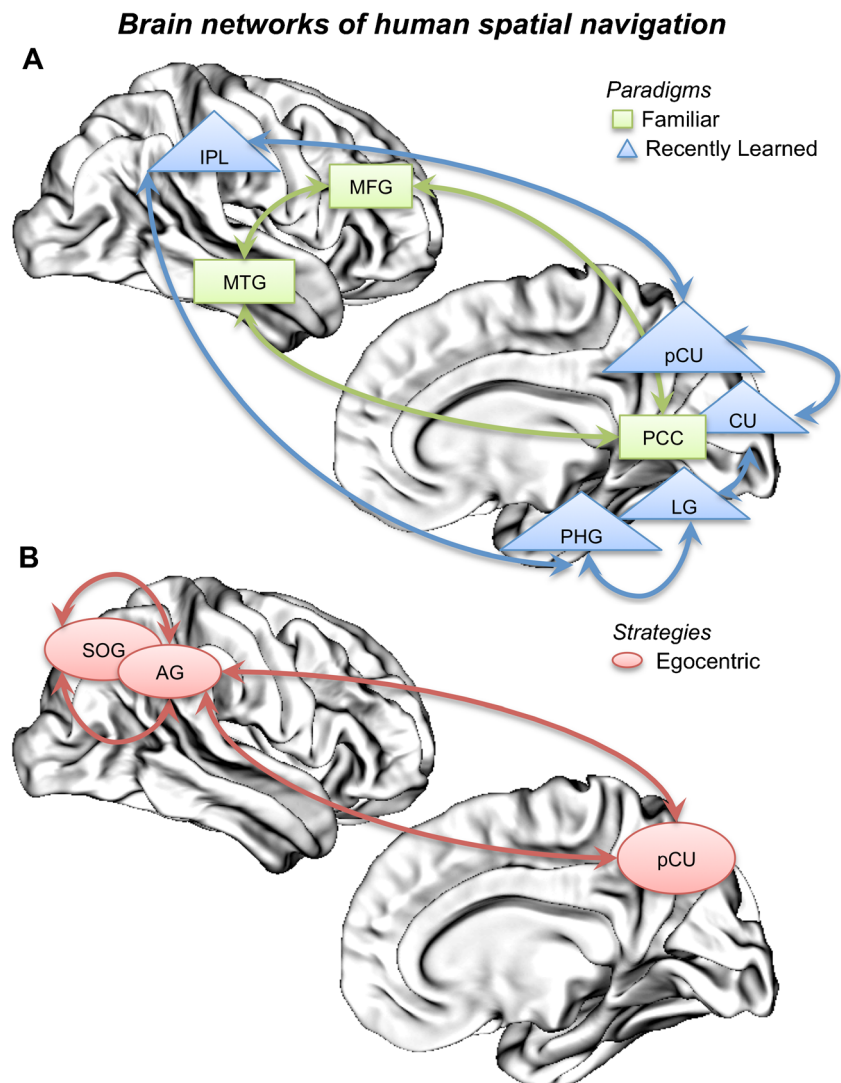 Brain networks of human spatial navigation
A
Paradigms
Familiar
Recently Learned
IPL
MFG
MTG
pCU
CU
PCC
LG
PHG
B
Strategies
Egocentric
SOG
AG
pCU